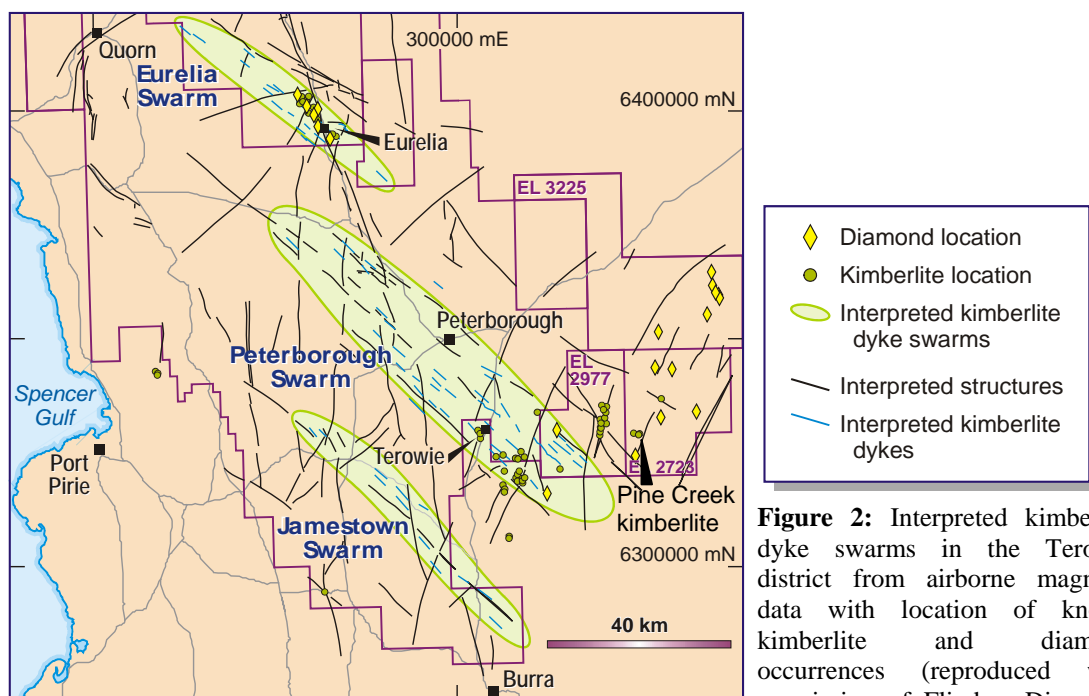 Quorn
300000 mE
Eurelia
Swarm
6400000 mN
Eurelia
EL 3225
Peterborough
Peterborough
Swarm
EL
2977
Spencer
Gulf
Port
Pirie
Terowie
EL 2723
Pine Creek
kimberlite
Jamestown
Swarm
6300000 mN
40 km
Burra
Diamond location
Kimberlite location
Interpreted kimberlite
dyke swarms
Interpreted structures
Interpreted kimberlite
dykes
Figure 2: Interpreted kimbe
dyke swarms in the Tero
district from airborne magn
data with location of kn
kimberlite and diam
occurrences (reproduced